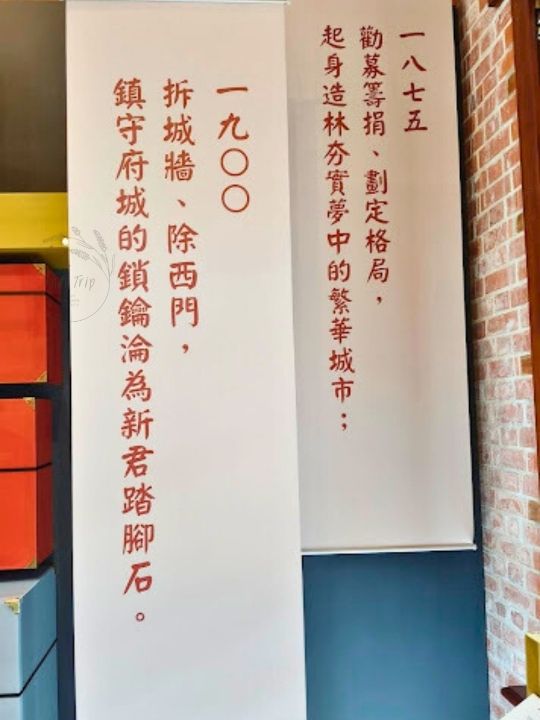 一八七五
勸募籌捐、劃定格局，
起身造林夯實夢中的繁華城市；
一九〇〇
拆城牆、除西門，
鎮守府城的鎖鑰淪為新君踏腳石。
Trip